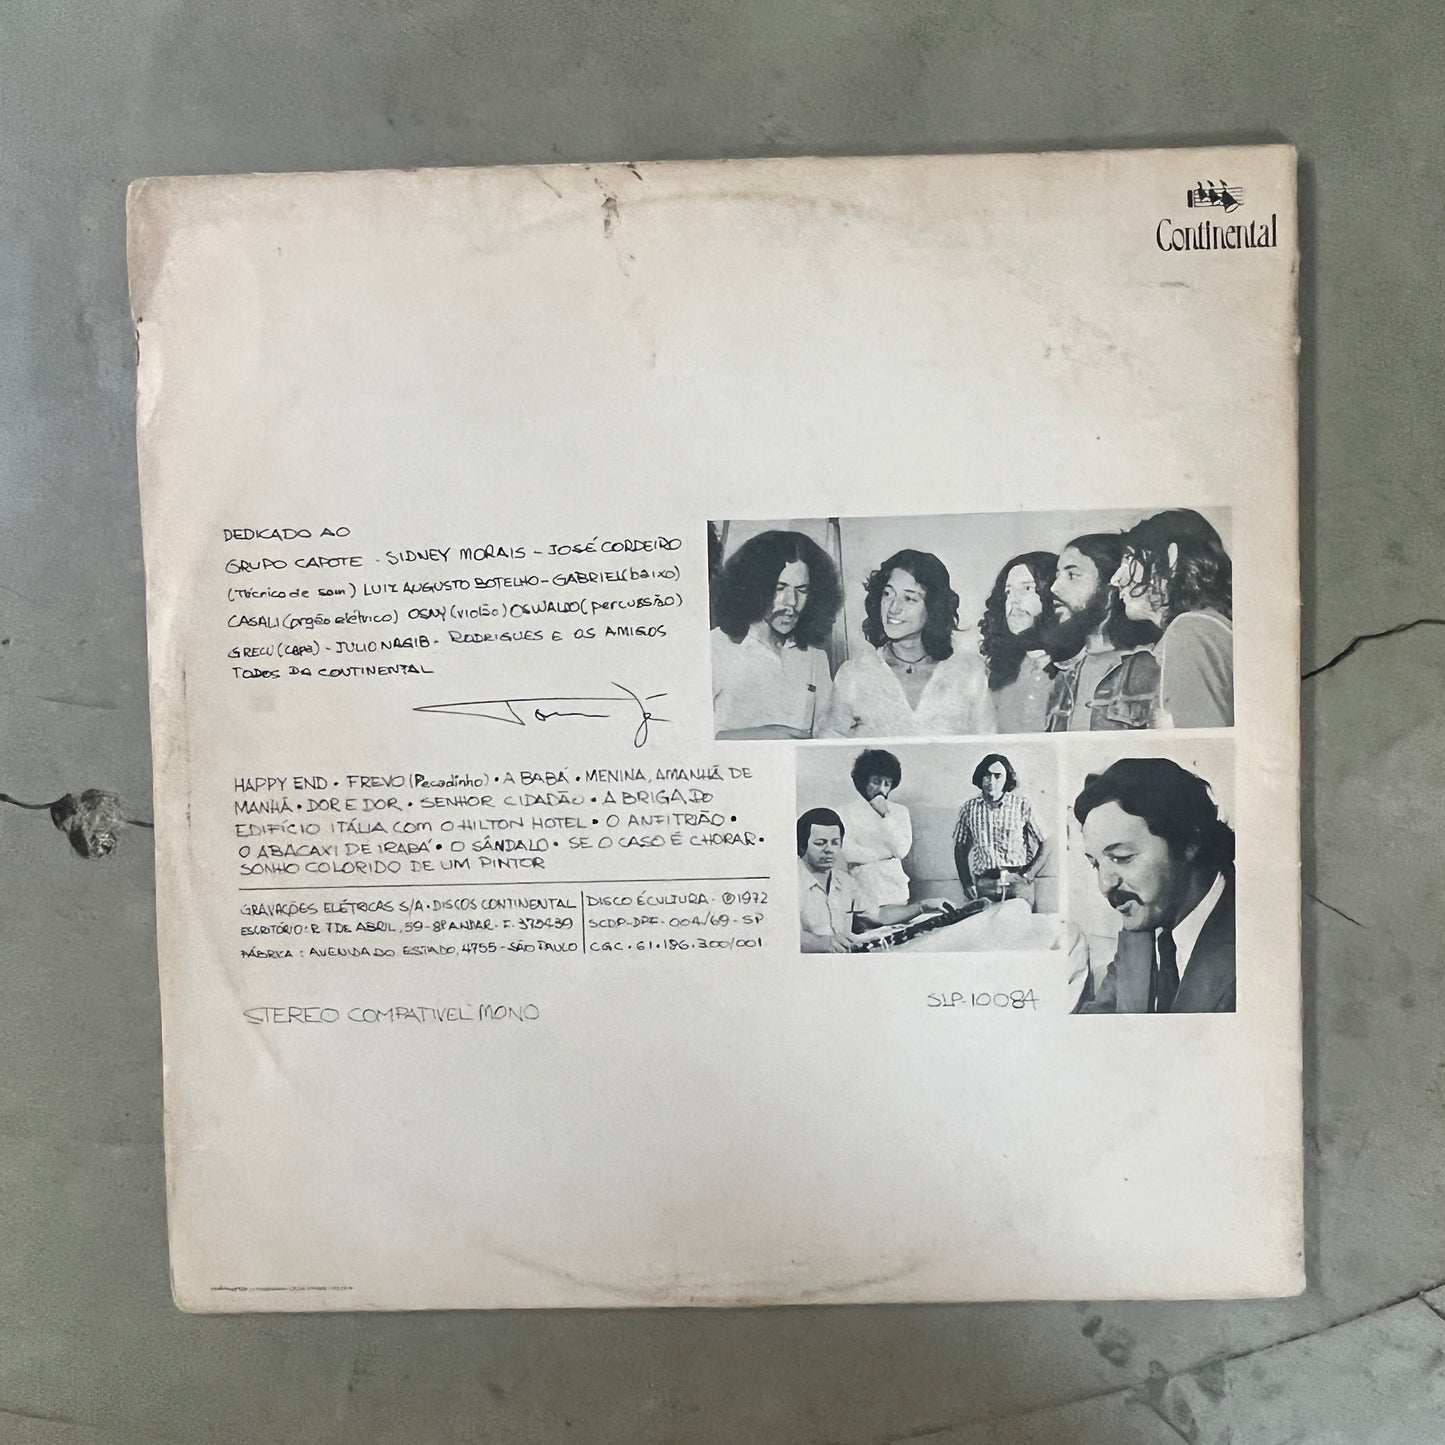 Continental
DEDICADO AO
GRUPO CAPOTE - SIDNEY MORAIS - JOSÉ CORDEIRO
(Técnico de som) LUIZ AUGUSTO BOTELHO - GABRIEL (baixo)
CASALI (orgão elétrico) OSNY (violão) OSWALDO (percussão)
GRECU (capa) - JULIO NAGIB - RODRIGUES E OS AMIGOS
TODOS DA CONTINENTAL
Tom Zé
HAPPY END • FREVO (Pecadinho) • A BABÁ • MENINA, AMANHÃ DE
MANHÃ • DOR E DOR • SENHOR CIDADÃO • A BRIGA DO
EDIFÍCIO ITÁLIA COM O HILTON HOTEL • O ANFITRIÃO •
O ABACAXI DE IRARÁ • O SÂNDALO • SE O CASO É CHORAR •
SONHO COLORIDO DE UM PINTOR
GRAVAÇÕES ELÉTRICAS S/A • DISCOS CONTINENTAL
ESCRITÓRIO: R. 7 DE ABRIL, 59 - 8º ANDAR - F. 375439
FÁBRICA: AVENIDA DO ESTADO, 4755 - SÃO PAULO
DISCO É CULTURA - ℗ 1972
SCDP-DPF - 004/69 - SP
CGC. 61.186.300/001
SLP-10084
STEREO COMPATIVEL MONO